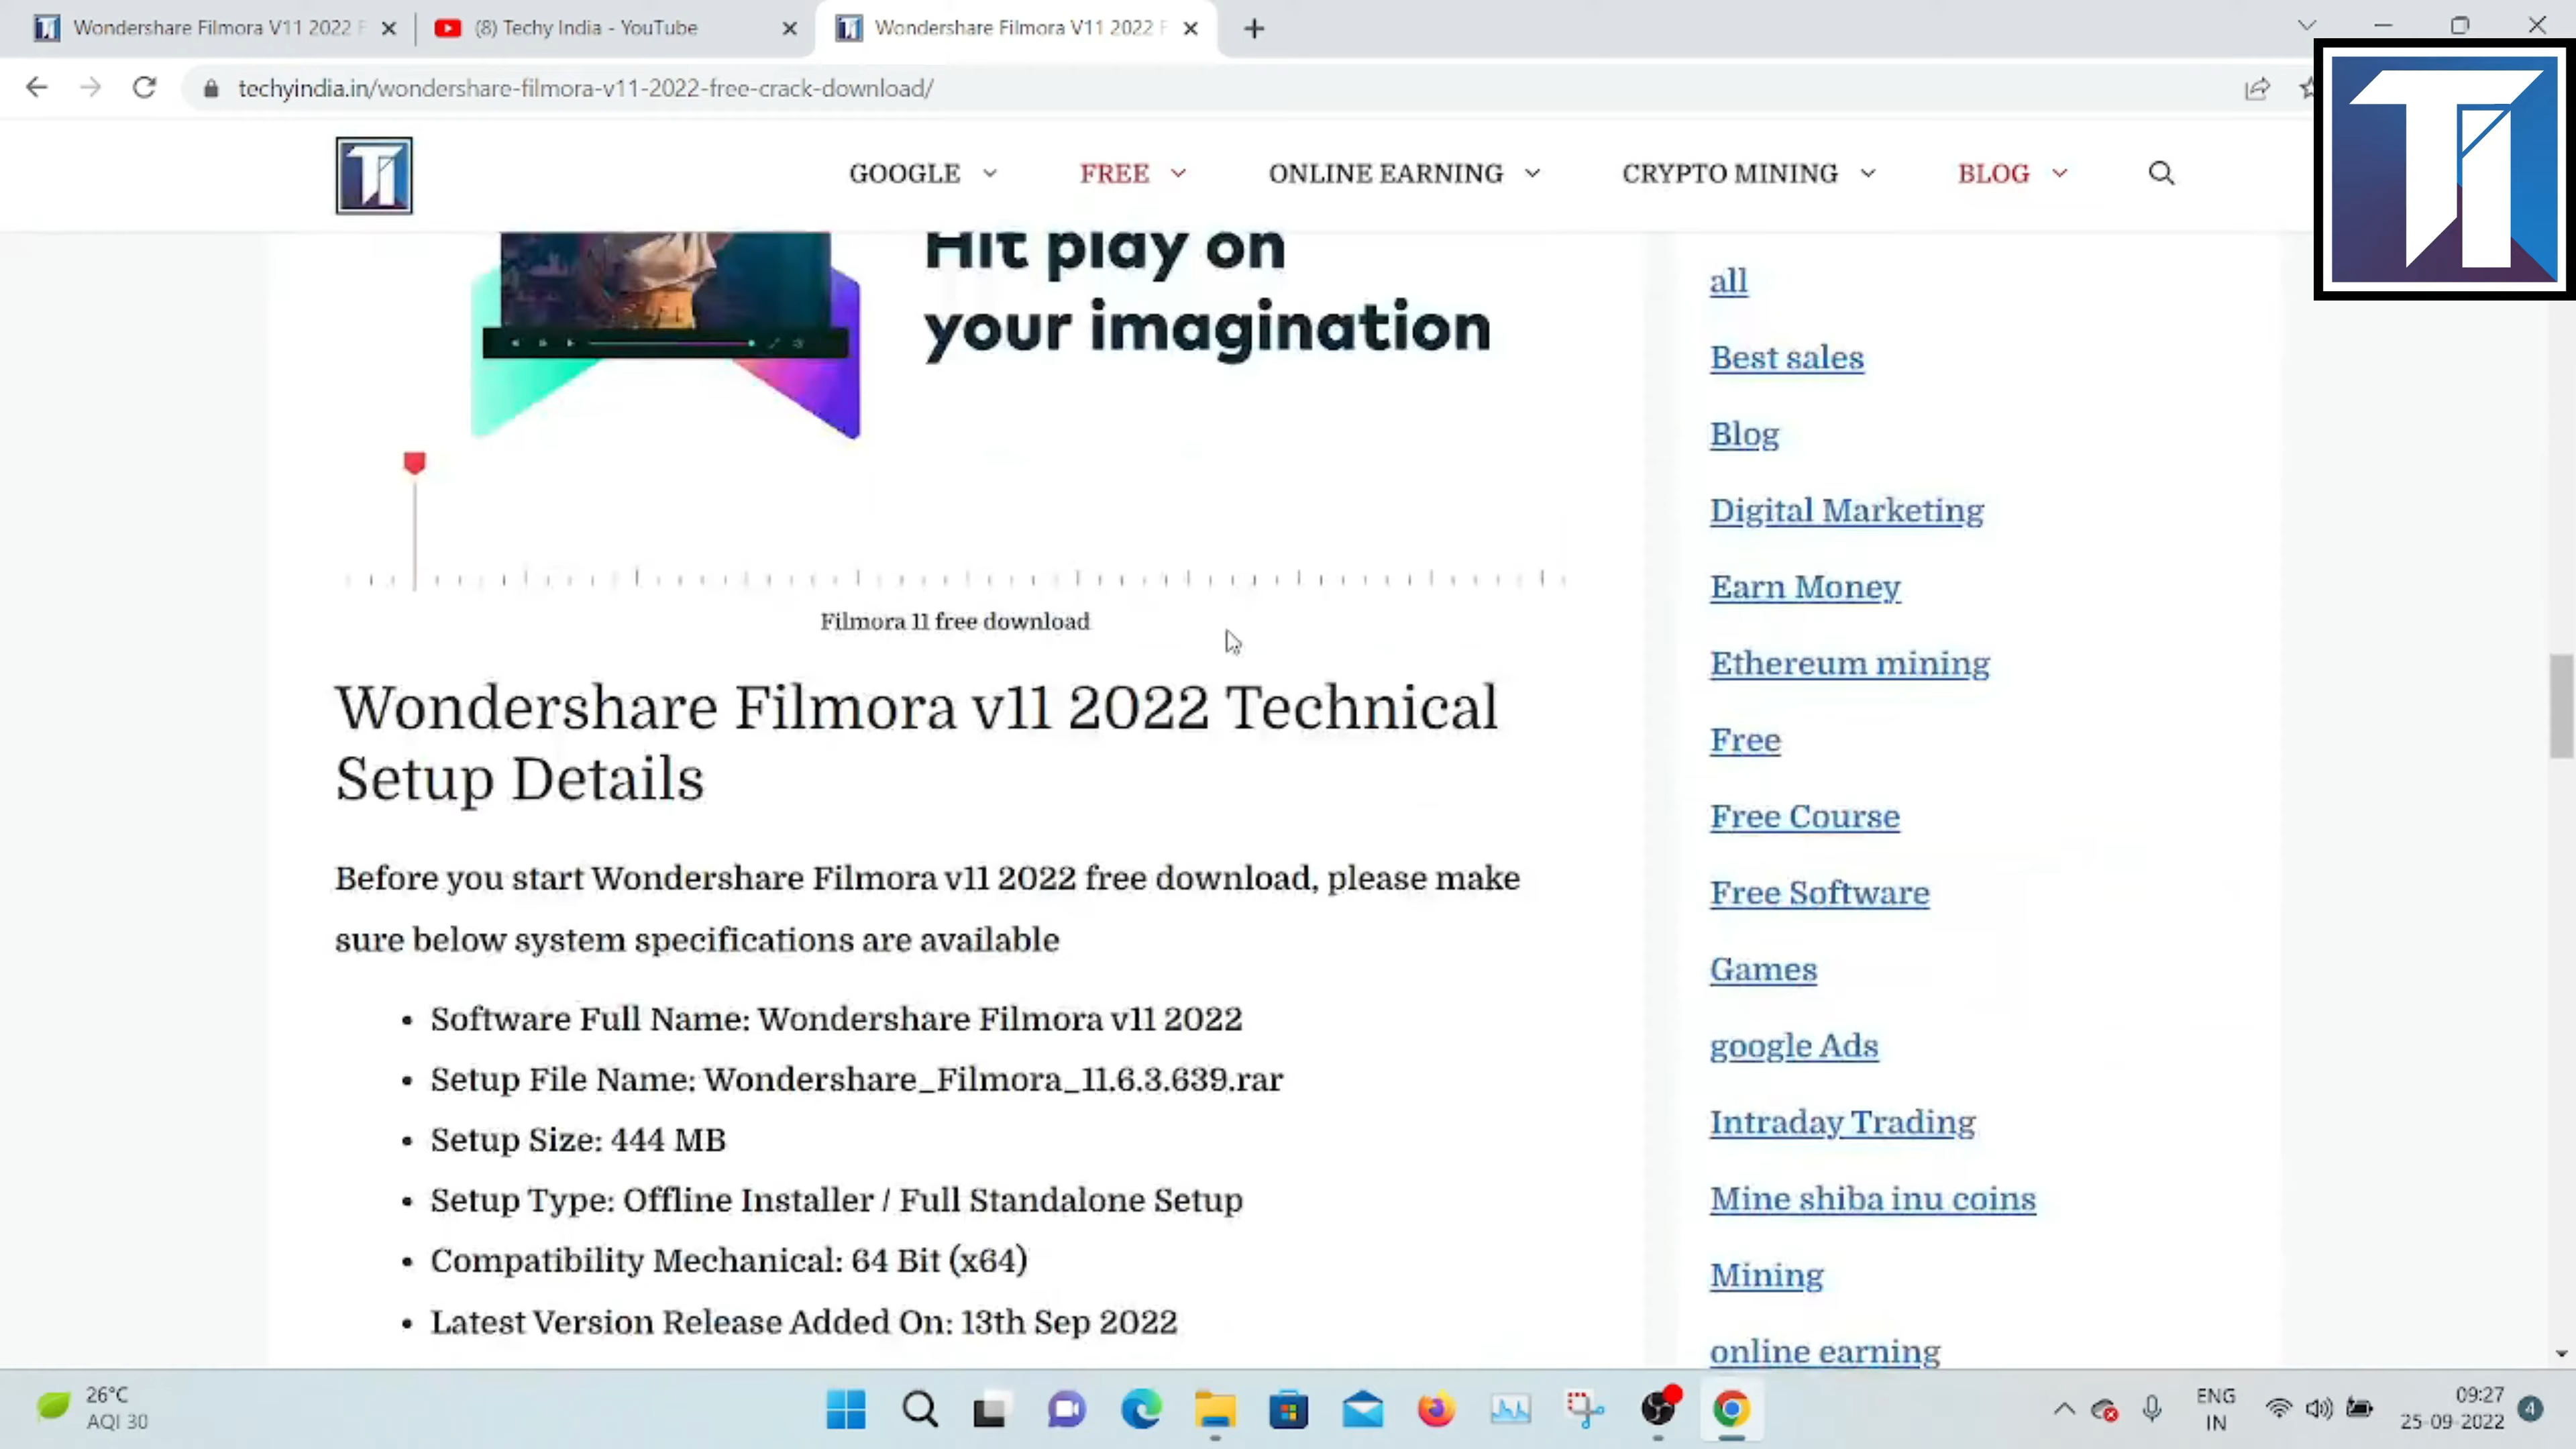 Wondershare Filmora V11 2022 F
(8) Techy India - YouTube
Wondershare Filmora V11 2022 F
techyindia.in/wondershare-filmora-v11-2022-free-crack-download/
TI
TI
GOOGLE
FREE
ONLINE EARNING
CRYPTO MINING
BLOG
Hit play on
your imagination
Filmora 11 free download
Wondershare Filmora v11 2022 Technical
Setup Details
Before you start Wondershare Filmora v11 2022 free download, please make
sure below system specifications are available
• Software Full Name: Wondershare Filmora v11 2022
• Setup File Name: Wondershare_Filmora_11.6.3.639.rar
• Setup Size: 444 MB
• Setup Type: Offline Installer / Full Standalone Setup
• Compatibility Mechanical: 64 Bit (x64)
• Latest Version Release Added On: 13th Sep 2022
all
Best sales
Blog
Digital Marketing
Earn Money
Ethereum mining
Free
Free Course
Free Software
Games
google Ads
Intraday Trading
Mine shiba inu coins
Mining
online earning
26°C
AQI 30
ENG
IN
09:27
25-09-2022
4